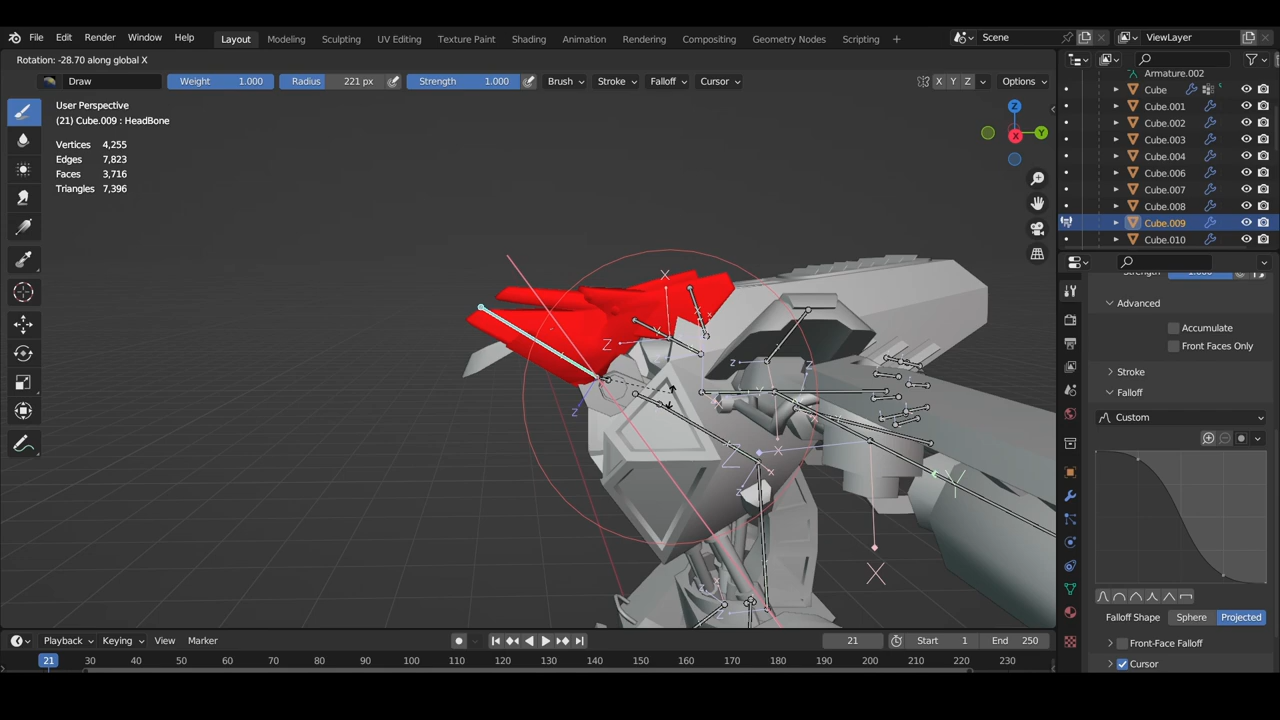 File Edit Render Window Help Layout Modeling Sculpting UV Editing Texture Paint Shading Animation Rendering Compositing Geometry Nodes Scripting + Scene ViewLayer
Rotation: -28.70 along global X
Draw Weight 1.000 Radius 221 px Strength 1.000 Brush Stroke Falloff Cursor X Y Z Options
User Perspective
(21) Cube.009 : HeadBone
Vertices 4,255
Edges 7,823
Faces 3,716
Triangles 7,396
Z
Y
X
Armature.002
Cube
Cube.001
Cube.002
Cube.003
Cube.004
Cube.006
Cube.007
Cube.008
Cube.009
Cube.010
Strength 1.000
Advanced
Accumulate
Front Faces Only
Stroke
Falloff
Custom
Falloff Shape Sphere Projected
Front-Face Falloff
Cursor
X
Z
Z
Z
Z
X
Z
Y
X
Playback Keying View Marker 21 Start 1 End 250
21 30 40 50 60 70 80 90 100 110 120 130 140 150 160 170 180 190 200 210 220 230